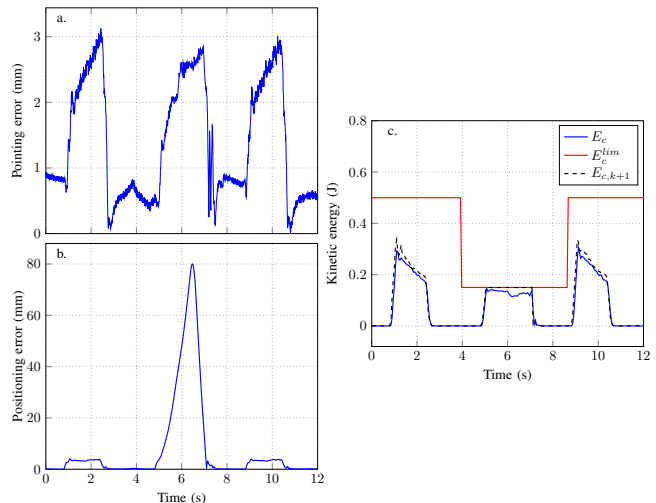 a.
3
2
1
0
Pointing error (mm)
b.
80
60
40
20
0
Positioning error (mm)
0 2 4 6 8 10 12
Time (s)
c.
E_c
E_c^{lim}
E_{c,k+1}
0.8
0.6
0.4
0.2
0
Kinetic energy (J)
0 2 4 6 8 10 12
Time (s)